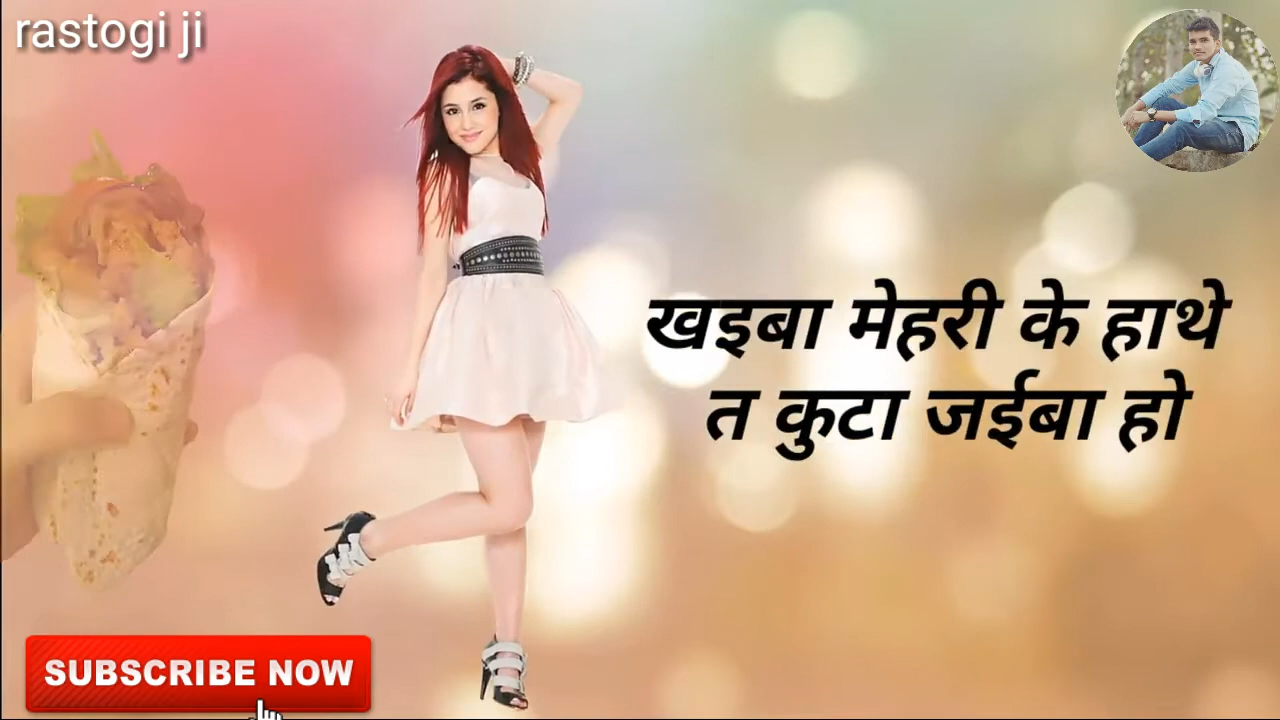 rastogi ji
खइबा मेहरी के हाथे
त कुटा जईबा हो
SUBSCRIBE NOW